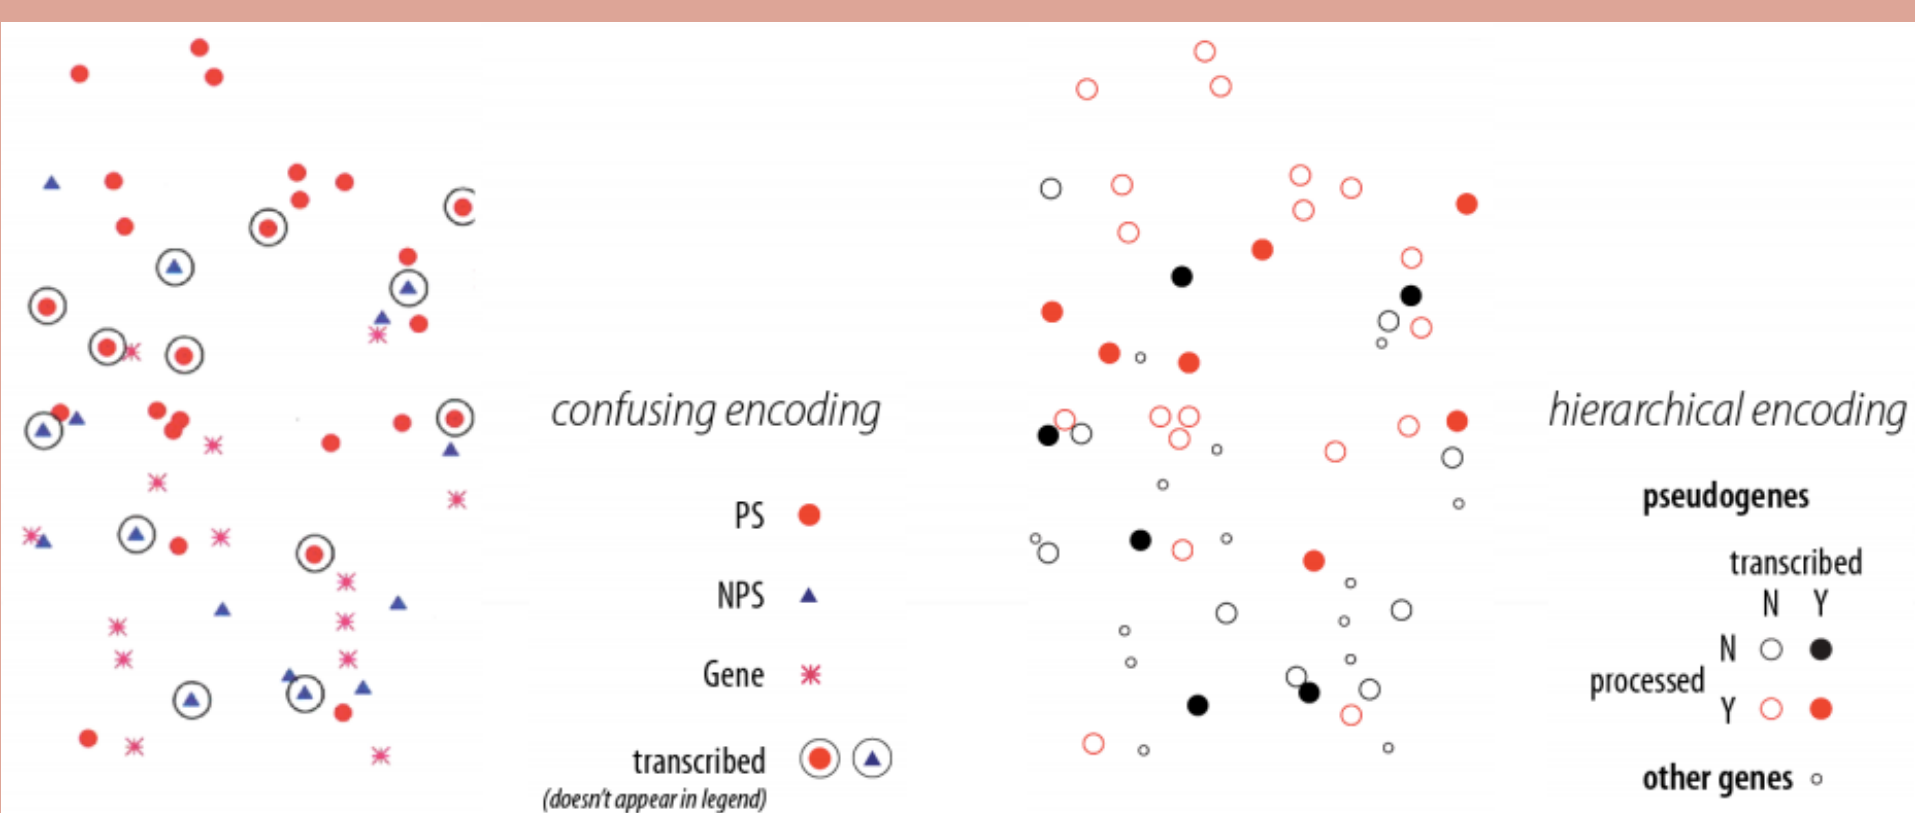 confusing encoding
PS
NPS
Gene
transcribed
(doesn't appear in legend)
hierarchical encoding
pseudogenes
transcribed
N Y
N
processed
Y
other genes